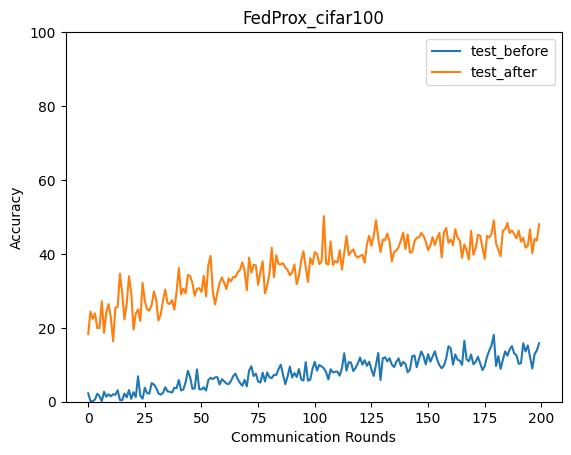 FedProx_cifar100
test_before
test_after
Accuracy
100
80
60
40
20
0
0 25 50 75 100 125 150 175 200
Communication Rounds